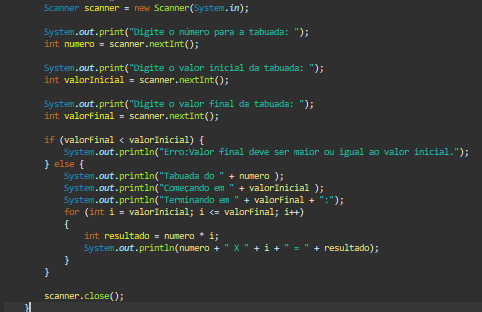 Scanner scanner = new Scanner(System.in);
System.out.print("Digite o número para a tabuada: ");
int numero = scanner.nextInt();
System.out.print("Digite o valor inicial da tabuada: ");
int valorInicial = scanner.nextInt();
System.out.print("Digite o valor final da tabuada: ");
int valorFinal = scanner.nextInt();
if (valorFinal < valorInicial) {
System.out.println("Erro:Valor final deve ser maior ou igual ao valor inicial.");
} else {
System.out.println("Tabuada do " + numero );
System.out.println("Começando em " + valorInicial );
System.out.println("Terminando em " + valorFinal + ":");
for (int i = valorInicial; i <= valorFinal; i++)
{
int resultado = numero * i;
System.out.println(numero + " X " + i + " = " + resultado);
}
}
scanner.close();
}